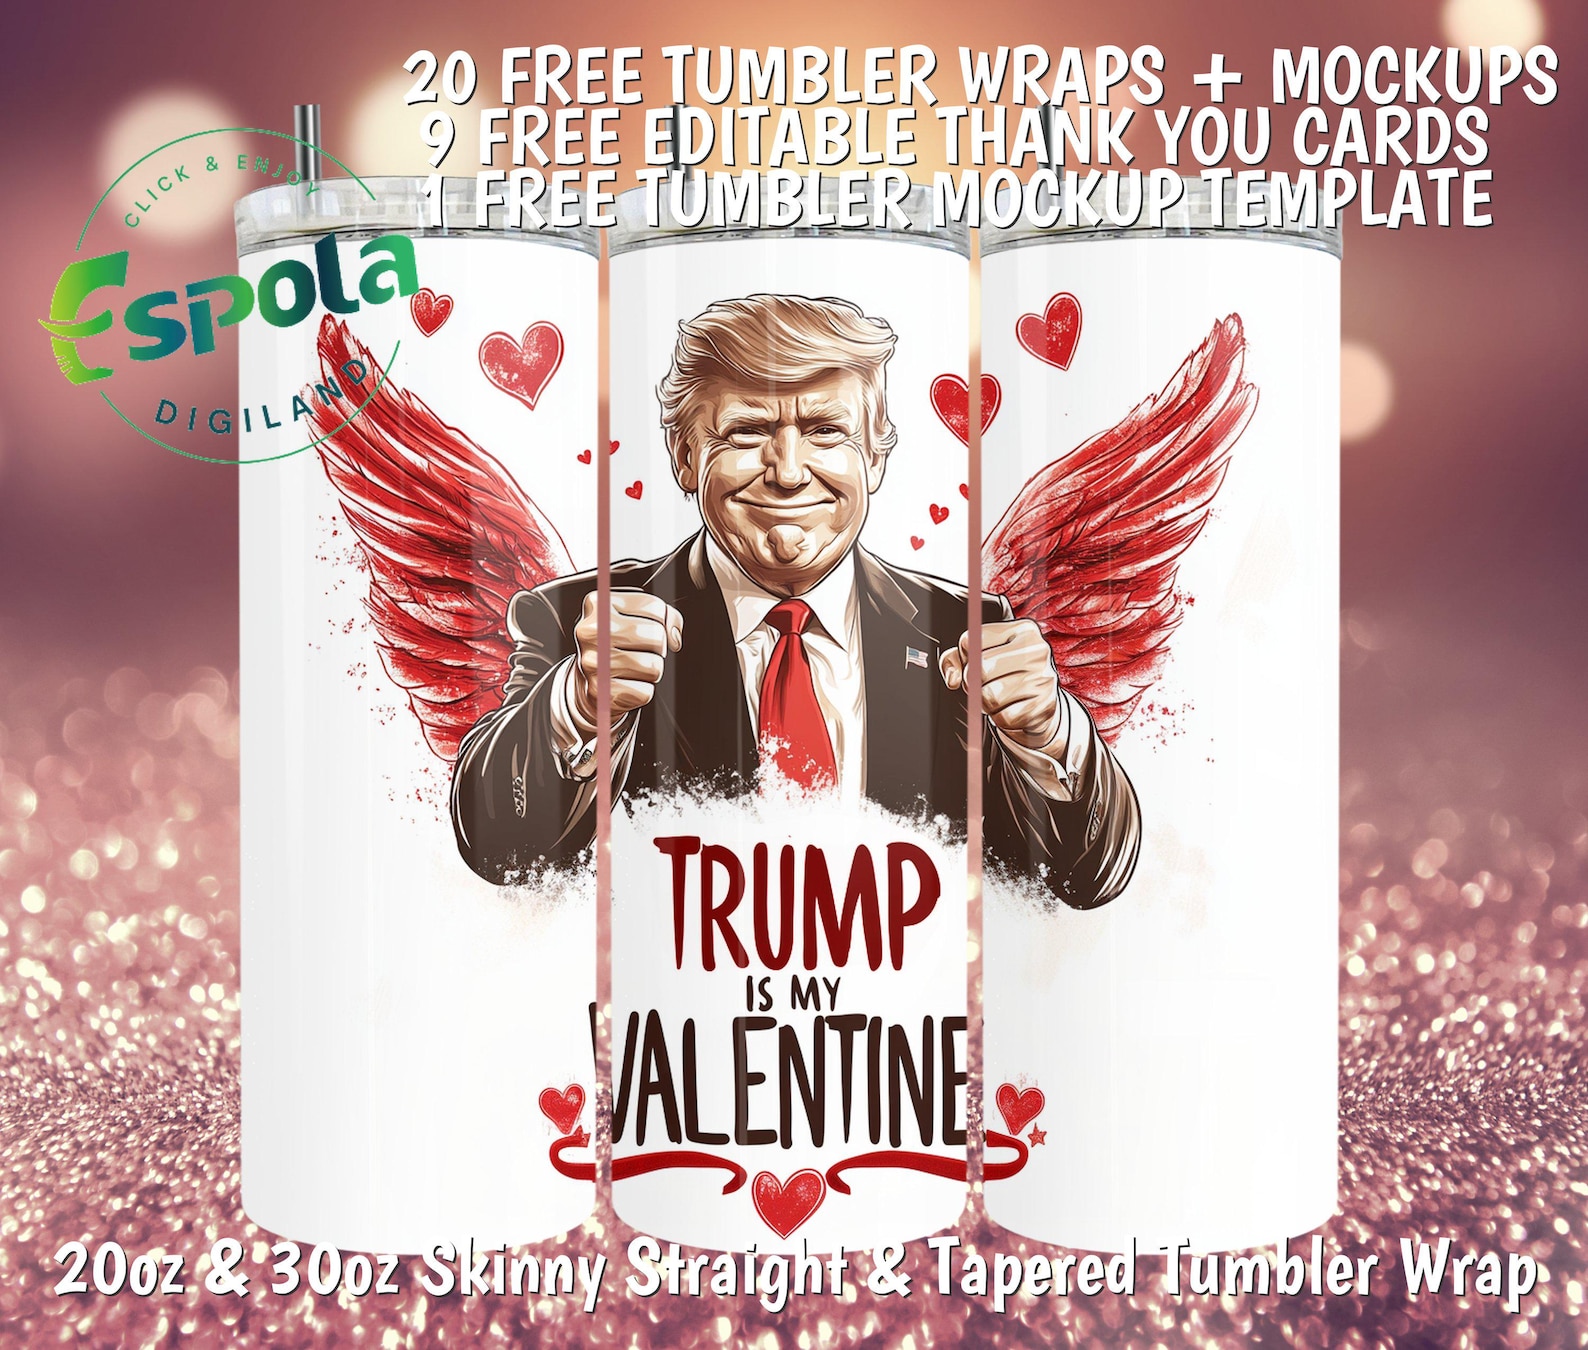 20 FREE TUMBLER WRAPS + MOCKUPS
9 FREE EDITABLE THANK YOU CARDS
1 FREE TUMBLER MOCKUP TEMPLATE
CLICK & ENJOY
Espola
DIGILAND
TRUMP
IS MY
VALENTINE
20oz & 30oz Skinny Straight & Tapered Tumbler Wrap